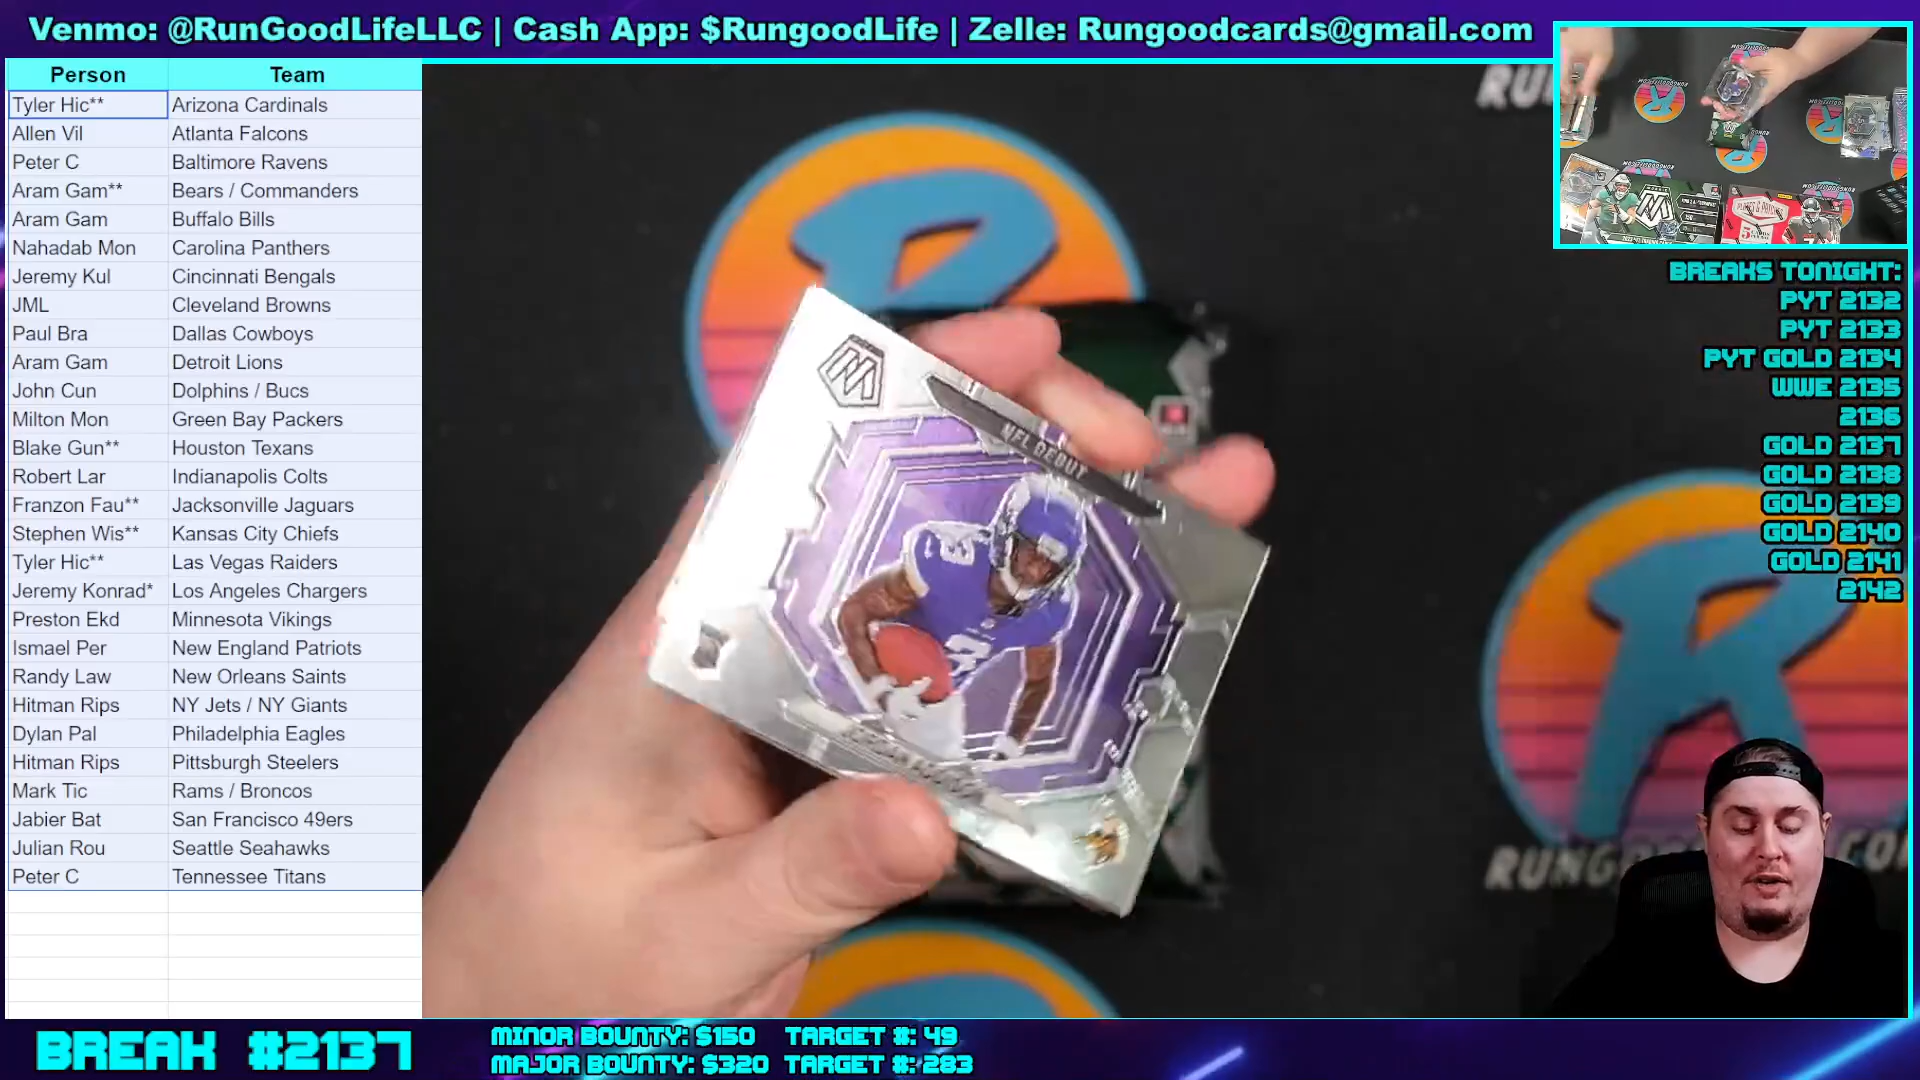 Venmo: @RunGoodLifeLLC | Cash App: $RungoodLife | Zelle: Rungoodcards@gmail.com
Person Team
Tyler Hic** Arizona Cardinals
Allen Vil Atlanta Falcons
Peter C Baltimore Ravens
Aram Gam** Bears / Commanders
Aram Gam Buffalo Bills
Nahadab Mon Carolina Panthers
Jeremy Kul Cincinnati Bengals
JML Cleveland Browns
Paul Bra Dallas Cowboys
Aram Gam Detroit Lions
John Cun Dolphins / Bucs
Milton Mon Green Bay Packers
Blake Gun** Houston Texans
Robert Lar Indianapolis Colts
Franzon Fau** Jacksonville Jaguars
Stephen Wis** Kansas City Chiefs
Tyler Hic** Las Vegas Raiders
Jeremy Konrad* Los Angeles Chargers
Preston Ekd Minnesota Vikings
Ismael Per New England Patriots
Randy Law New Orleans Saints
Hitman Rips NY Jets / NY Giants
Dylan Pal Philadelphia Eagles
Hitman Rips Pittsburgh Steelers
Mark Tic Rams / Broncos
Jabier Bat San Francisco 49ers
Julian Rou Seattle Seahawks
Peter C Tennessee Titans
NFL DEBUT
BREAKS TONIGHT:
PYT 2132
PYT 2133
PYT GOLD 2134
WWE 2135
2136
GOLD 2137
GOLD 2138
GOLD 2139
GOLD 2140
GOLD 2141
2142
BREAK #2137
MINOR BOUNTY: $150 TARGET #: 49
MAJOR BOUNTY: $320 TARGET #: 283